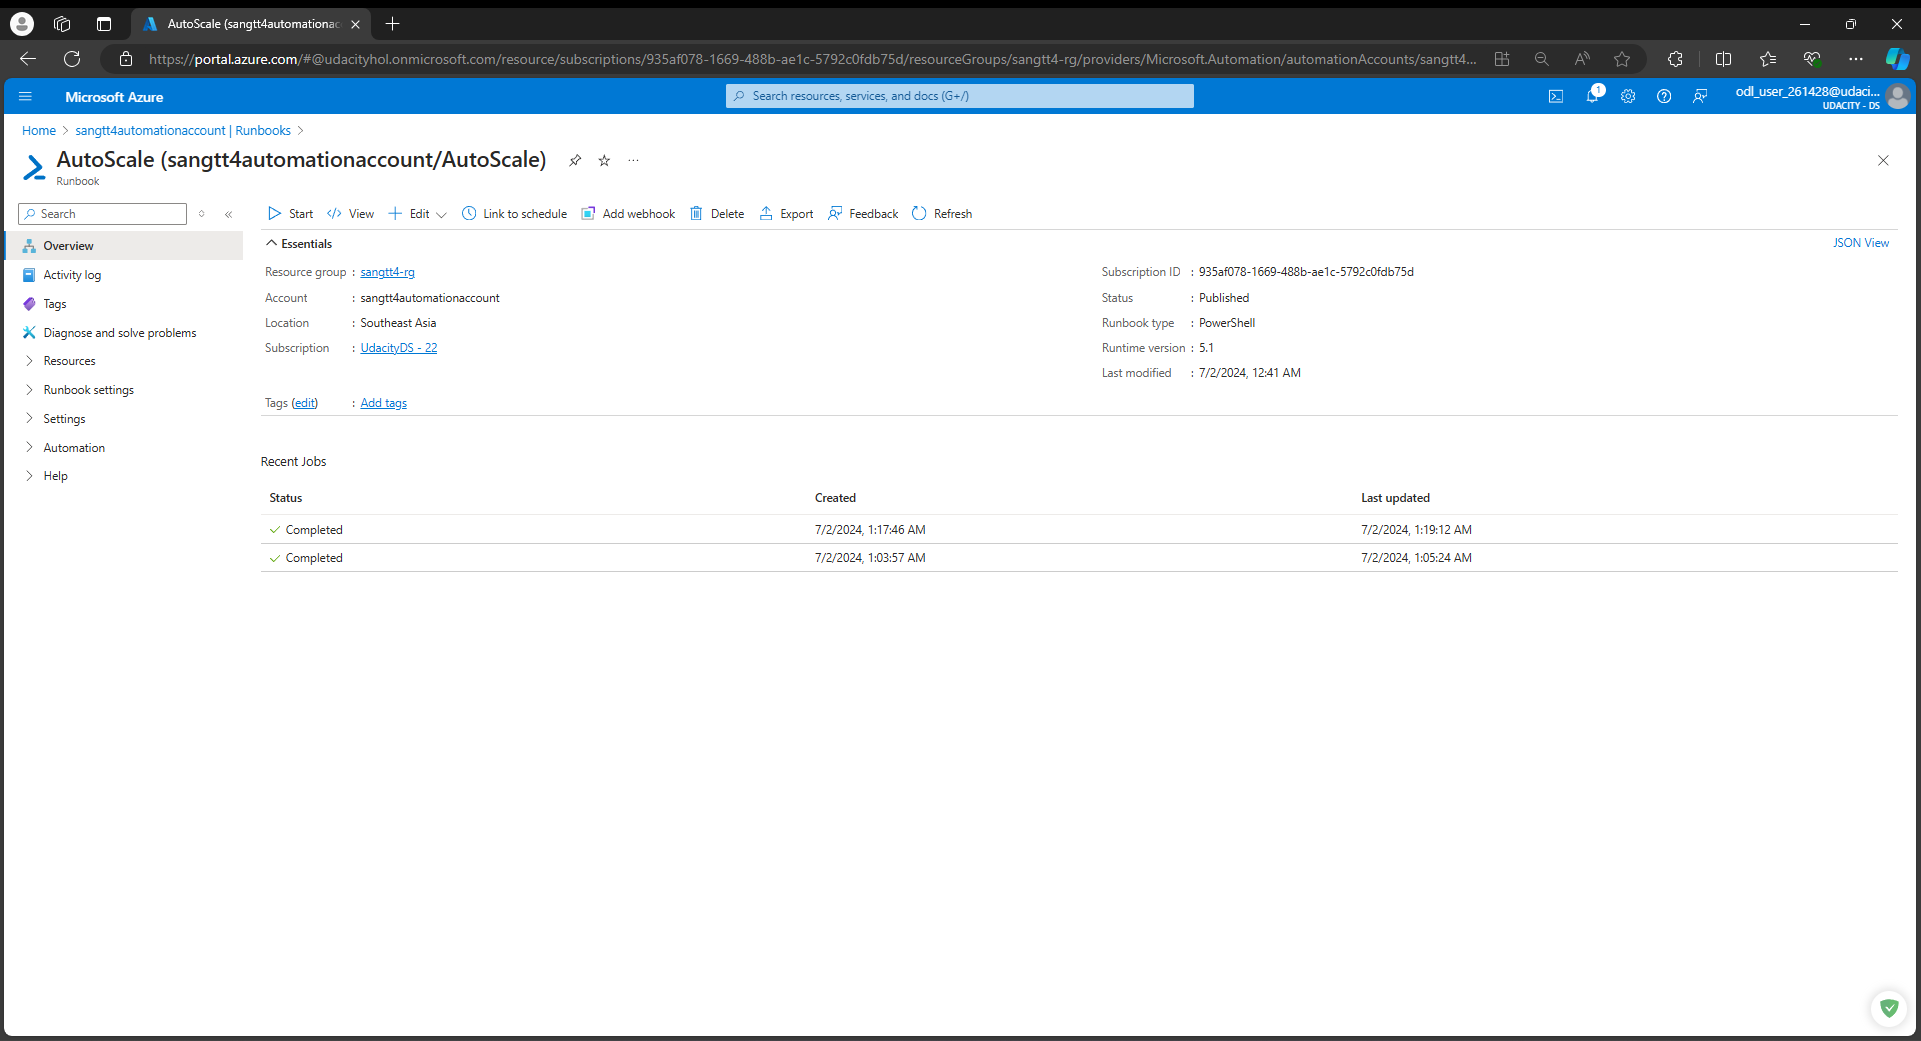 AutoScale (sangtt4automationac
https://portal.azure.com/#@udacityhol.onmicrosoft.com/resource/subscriptions/935af078-1669-488b-ae1c-5792c0fdb75d/resourceGroups/sangtt4-rg/providers/Microsoft.Automation/automationAccounts/sangtt4...
Microsoft Azure
Search resources, services, and docs (G+/)
1
odl_user_261428@udaci...
UDACITY - DS
Home > sangtt4automationaccount | Runbooks >
AutoScale (sangtt4automationaccount/AutoScale)
Runbook
Search
Start View Edit Link to schedule Add webhook Delete Export Feedback Refresh
Overview
Activity log
Tags
Diagnose and solve problems
Resources
Runbook settings
Settings
Automation
Help
Essentials
JSON View
Resource group : sangtt4-rg
Account : sangtt4automationaccount
Location : Southeast Asia
Subscription : UdacityDS - 22
Subscription ID : 935af078-1669-488b-ae1c-5792c0fdb75d
Status : Published
Runbook type : PowerShell
Runtime version : 5.1
Last modified : 7/2/2024, 12:41 AM
Tags (edit) : Add tags
Recent Jobs
Status Created Last updated
Completed 7/2/2024, 1:17:46 AM 7/2/2024, 1:19:12 AM
Completed 7/2/2024, 1:03:57 AM 7/2/2024, 1:05:24 AM